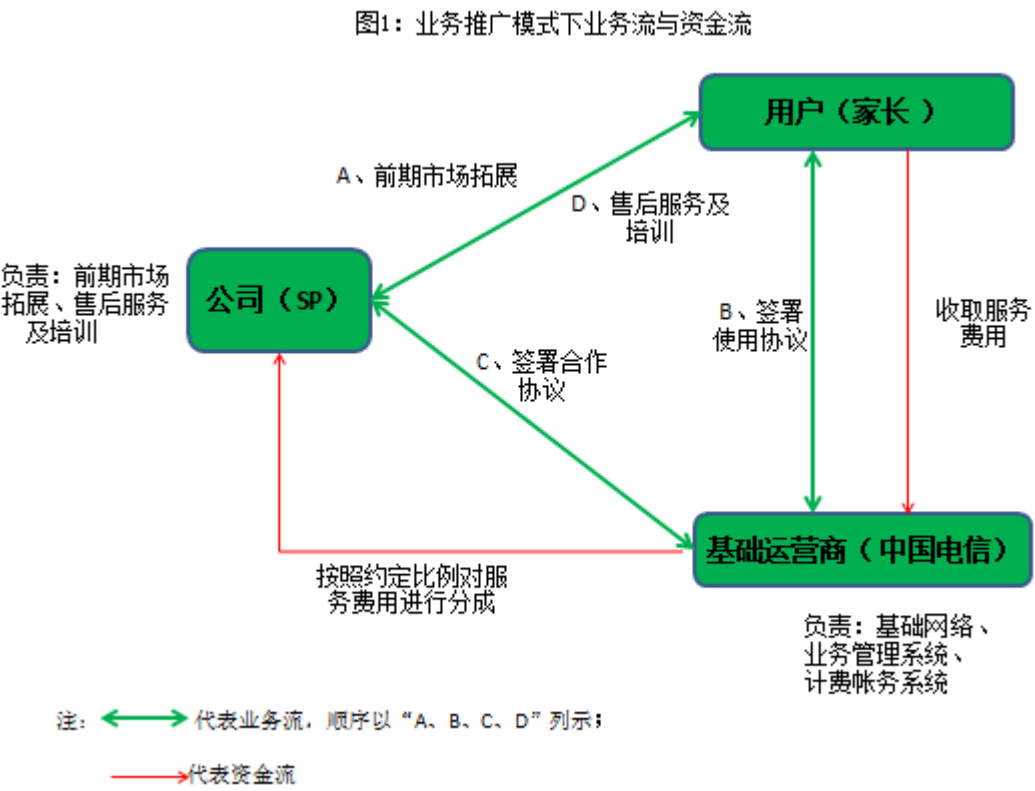 图1：业务推广模式下业务流与资金流
用户（家长 ）
A、前期市场拓展
D、售后服务及
培训
负责：前期市场
拓展、售后服务
及培训
公司（SP）
B、签署
使用协议
收取服务
费用
C、签署合作
协议
基础运营商（中国电信）
按照约定比例对服
务费用进行分成
负责：基础网络、
业务管理系统、
计费帐务系统
注： 代表业务流，顺序以“A、B、C、D”列示；
代表资金流